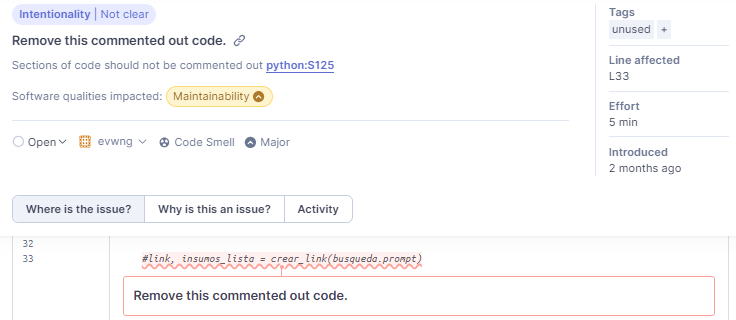 Intentionality | Not clear
Remove this commented out code.
Sections of code should not be commented out python:S125
Software qualities impacted: Maintainability
Open evwng Code Smell Major
Tags
unused +
Line affected
L33
Effort
5 min
Introduced
2 months ago
Where is the issue? Why is this an issue? Activity
32
33 #link, insumos_lista = crear_link(busqueda.prompt)
Remove this commented out code.